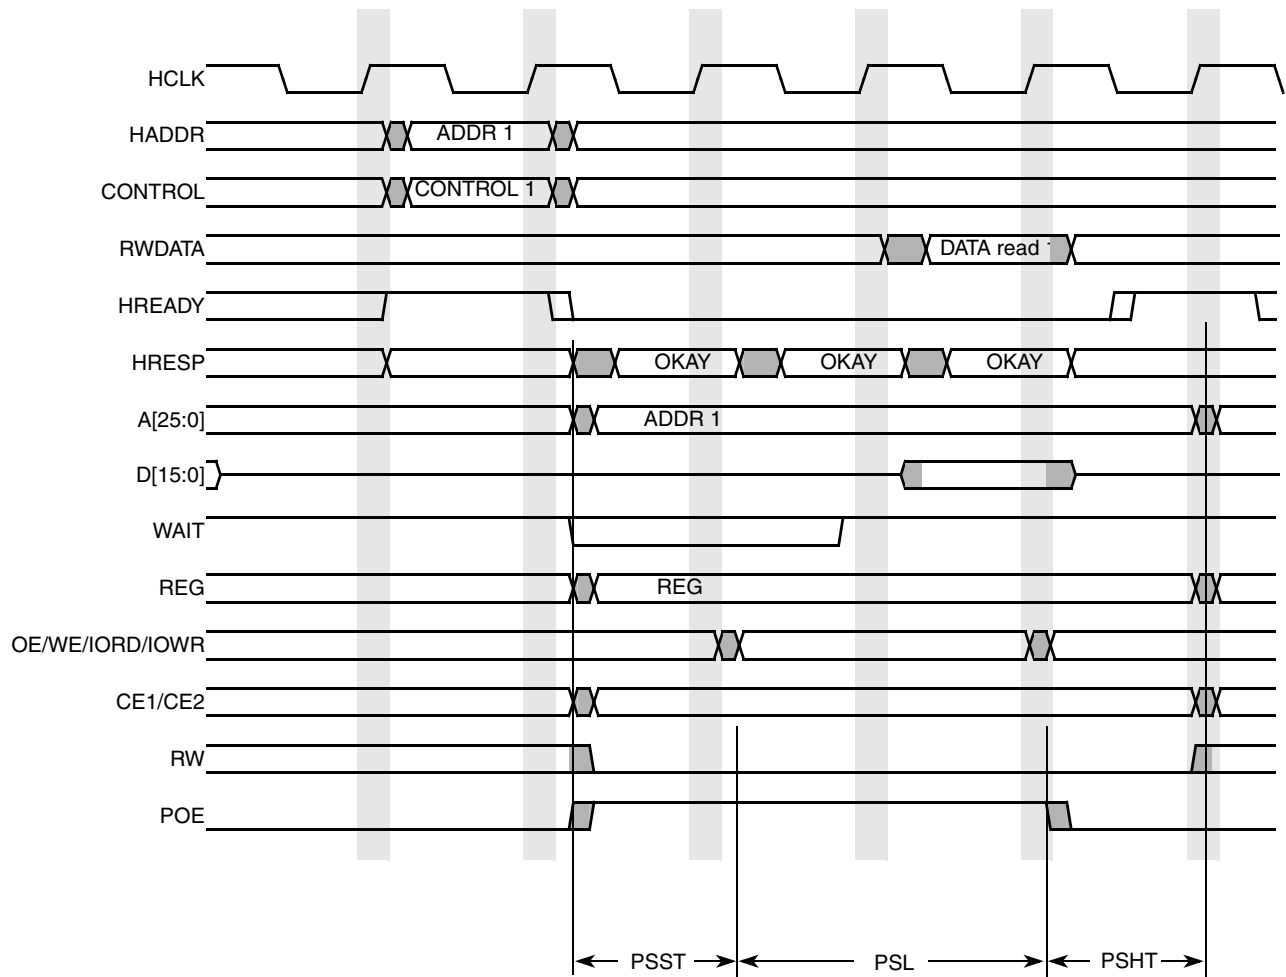 HCLK
HADDR ADDR 1
CONTROL CONTROL 1
RWDATA DATA read 1
HREADY
HRESP OKAY OKAY OKAY
A[25:0] ADDR 1
D[15:0]
WAIT
REG REG
OE/WE/IORD/IOWR
CE1/CE2
RW
POE
PSST PSL PSHT